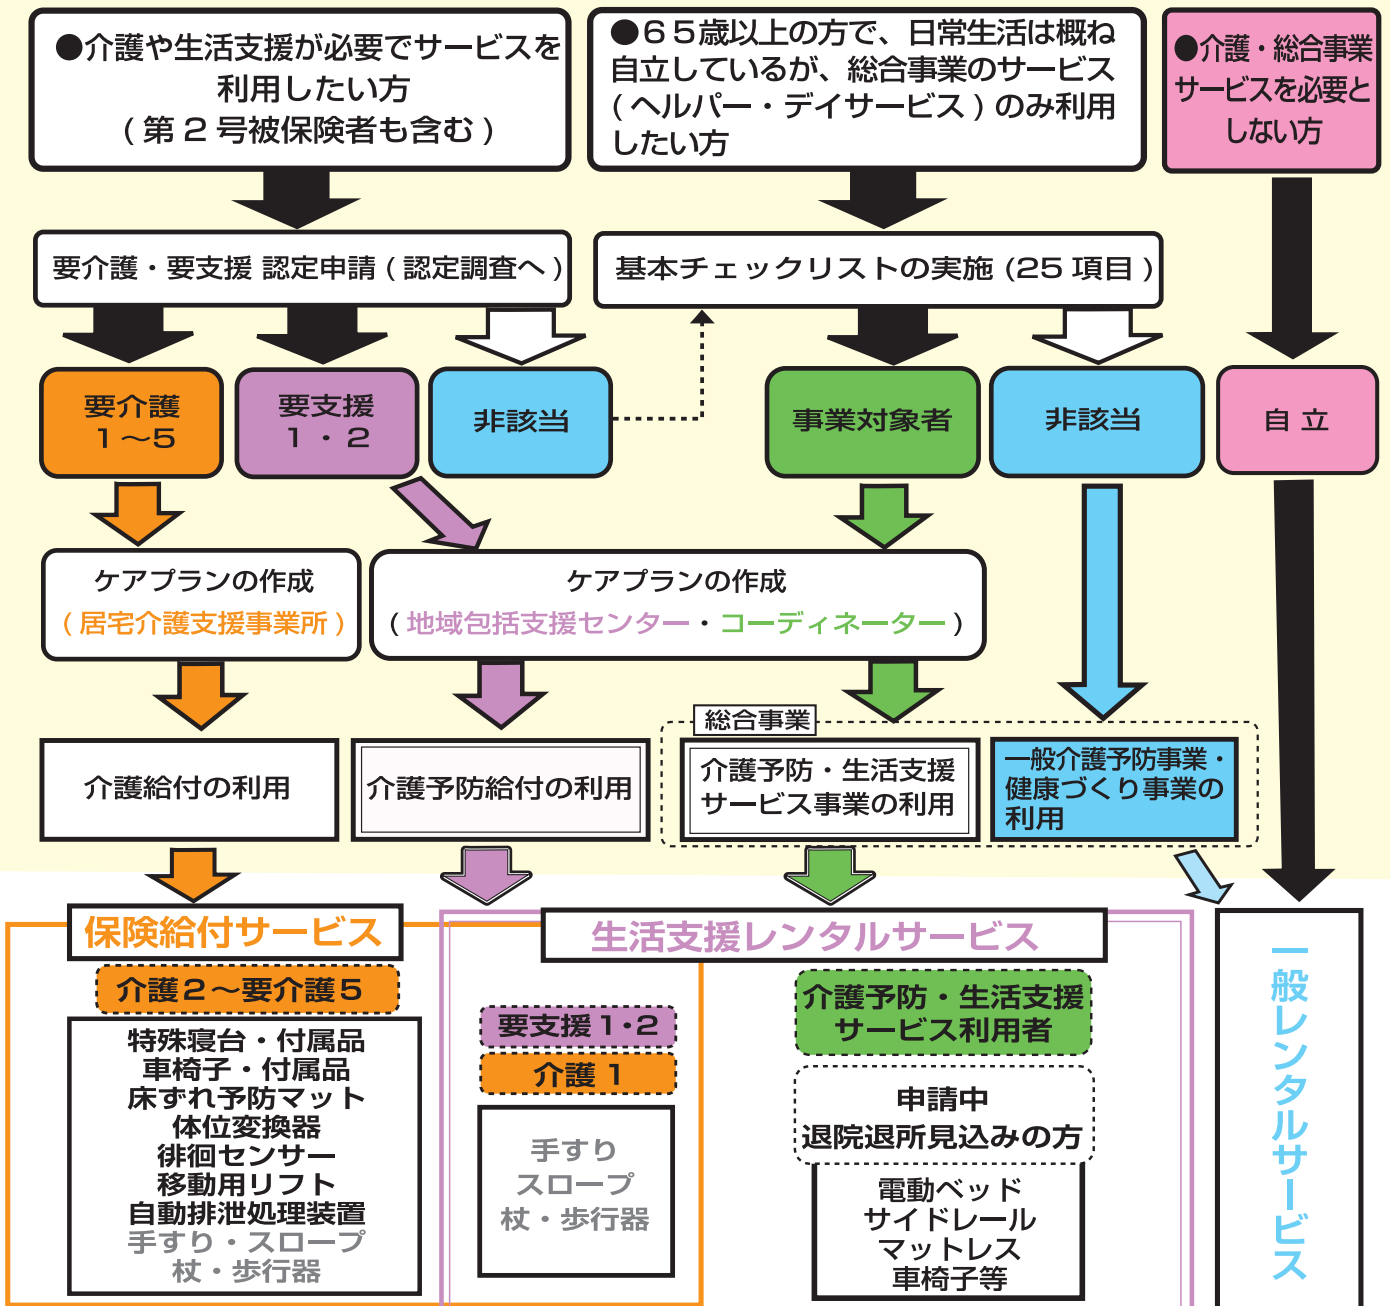 ●介護や生活支援が必要でサービスを
利用したい方
(第2号被保険者も含む)
●65歳以上の方で、日常生活は概ね
自立しているが、総合事業のサービス
(ヘルパー・デイサービス)のみ利用
したい方
●介護・総合事業
サービスを必要と
しない方
要介護・要支援 認定申請(認定調査へ)
基本チェックリストの実施(25項目)
要介護
1～5
要支援
1・2
非該当
事業対象者
非該当
自立
ケアプランの作成
(居宅介護支援事業所)
ケアプランの作成
(地域包括支援センター・コーディネーター)
総合事業
介護給付の利用
介護予防給付の利用
介護予防・生活支援
サービス事業の利用
一般介護予防事業・
健康づくり事業の
利用
保険給付サービス
介護2～要介護5
特殊寝台・付属品
車椅子・付属品
床ずれ予防マット
体位変換器
徘徊センサー
移動用リフト
自動排泄処理装置
手すり・スロープ
杖・歩行器
生活支援レンタルサービス
要支援1・2
介護1
手すり
スロープ
杖・歩行器
介護予防・生活支援
サービス利用者
申請中
退院退所見込みの方
電動ベッド
サイドレール
マットレス
車椅子等
一般レンタルサービス